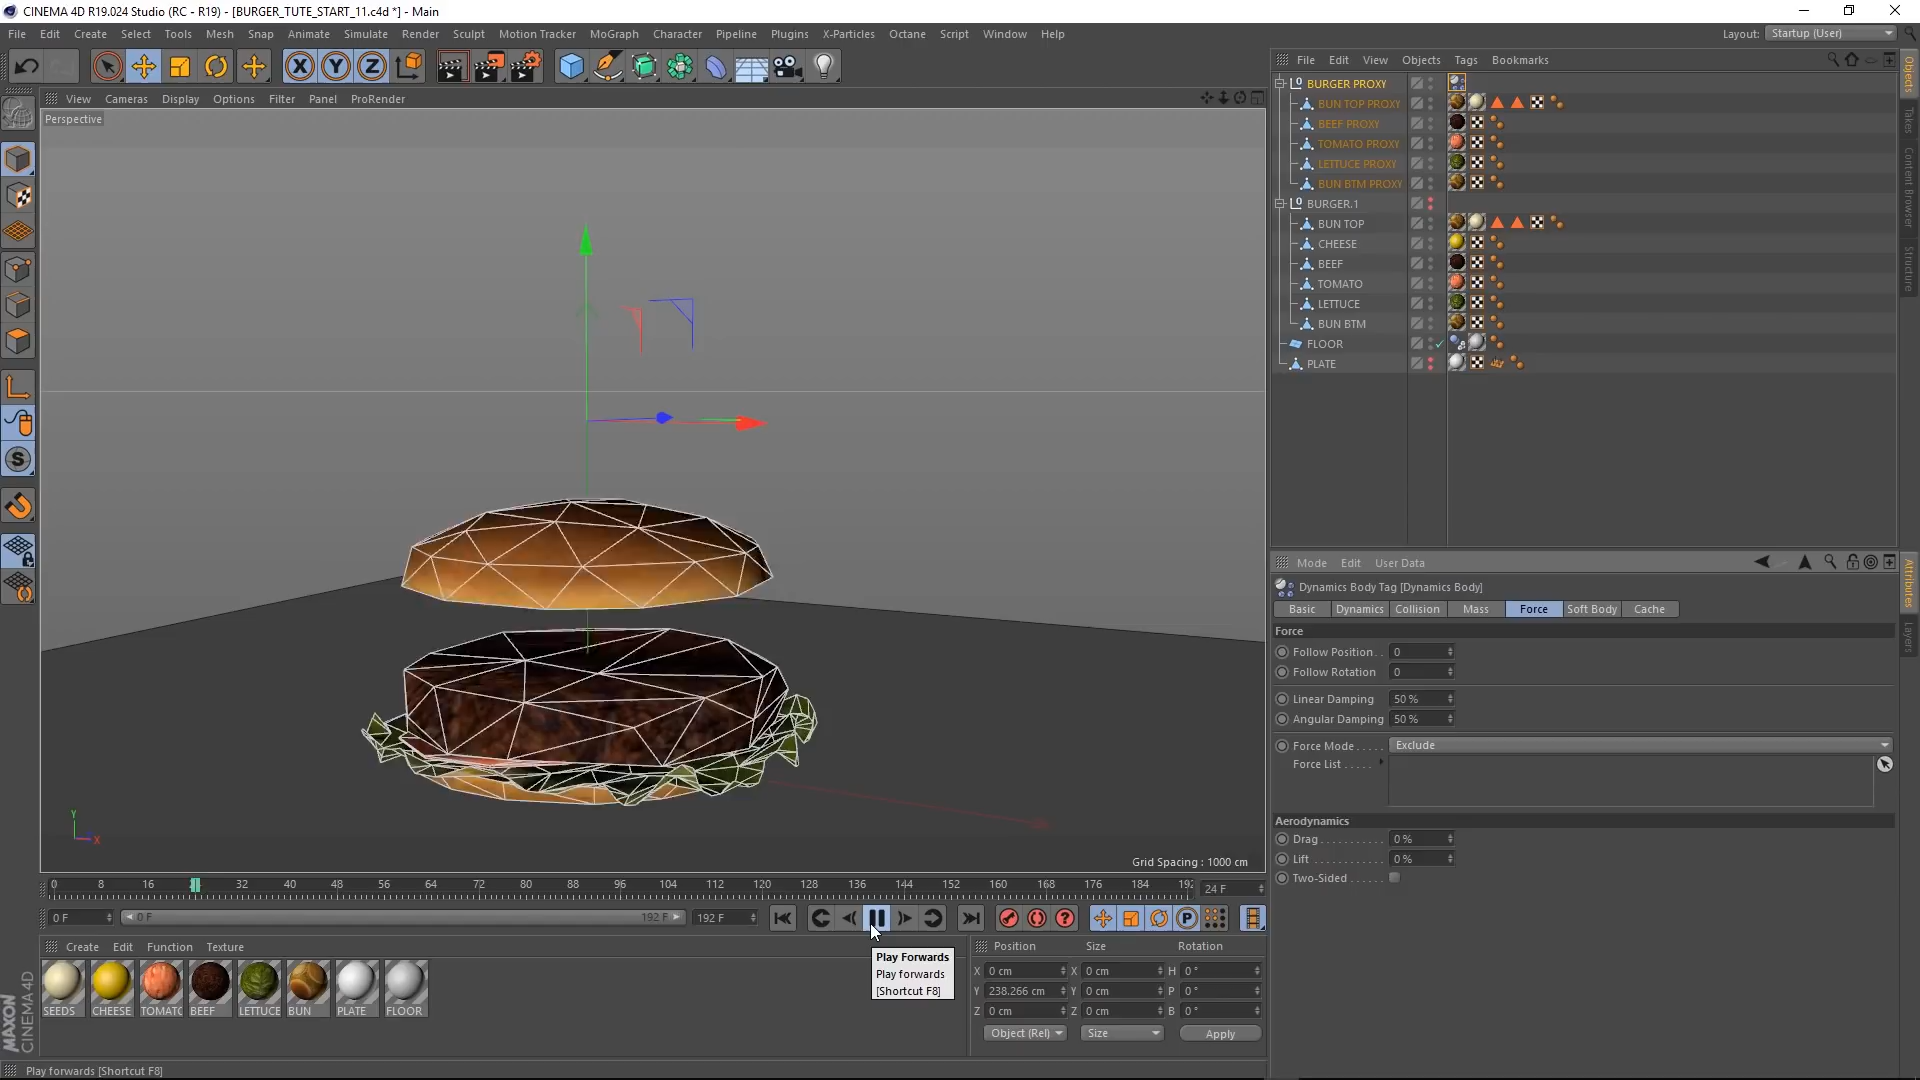 CINEMA 4D R19.024 Studio (RC - R19) - [BURGER_TUTE_START_11.c4d *] - Main
File Edit Create Select Tools Mesh Snap Animate Simulate Render Sculpt Motion Tracker MoGraph Character Pipeline Plugins X-Particles Octane Script Window Help Layout: Startup (User)
X Y Z
File Edit View Objects Tags Bookmarks
View Cameras Display Options Filter Panel ProRender
Perspective
BURGER PROXY
BUN TOP PROXY
BEEF PROXY
TOMATO PROXY
LETTUCE PROXY
BUN BTM PROXY
BURGER.1
BUN TOP
CHEESE
BEEF
TOMATO
LETTUCE
BUN BTM
FLOOR
PLATE
Objects
Takes
Content Browser
Structure
Mode Edit User Data
Dynamics Body Tag [Dynamics Body]
Basic Dynamics Collision Mass Force Soft Body Cache
Force
Follow Position . . 0
Follow Rotation 0
Linear Damping 50 %
Angular Damping 50 %
Force Mode . . . . . Exclude
Force List . . . . .
Aerodynamics
Drag . . . . . . . . . . . 0 %
Lift . . . . . . . . . . . . 0 %
Two-Sided . . . . . .
Attributes
Layers
Y
X
Grid Spacing : 1000 cm
0 8 16 32 40 48 56 64 72 80 88 96 104 112 120 128 136 144 152 160 168 176 184 192 24 F
0 F 0 F 192 F 192 F
Create Edit Function Texture
SEEDS CHEESE TOMATO BEEF LETTUCE BUN PLATE FLOOR
Play Forwards
Play forwards
[Shortcut F8]
Position Size Rotation
X 0 cm X 0 cm H 0 °
Y 238.266 cm Y 0 cm P 0 °
Z 0 cm Z 0 cm B 0 °
Object (Rel) Size Apply
MAXON
CINEMA 4D
Play forwards [Shortcut F8]